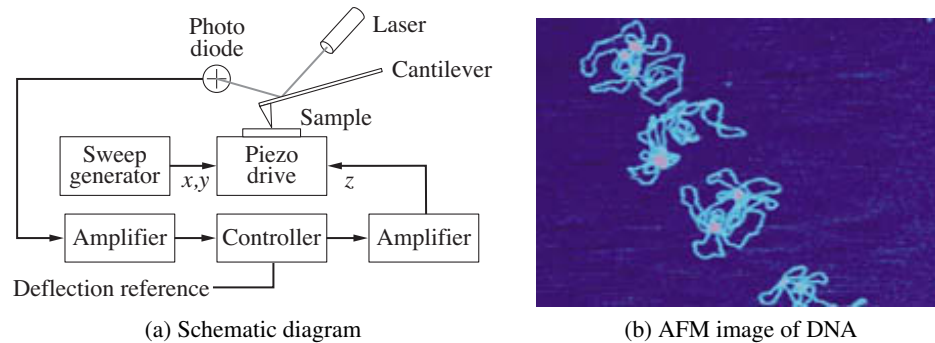 Photo
diode
Laser
Cantilever
Sample
Sweep
generator
x,y
Piezo
drive
z
Amplifier
Controller
Amplifier
Deflection reference
(a) Schematic diagram
(b) AFM image of DNA